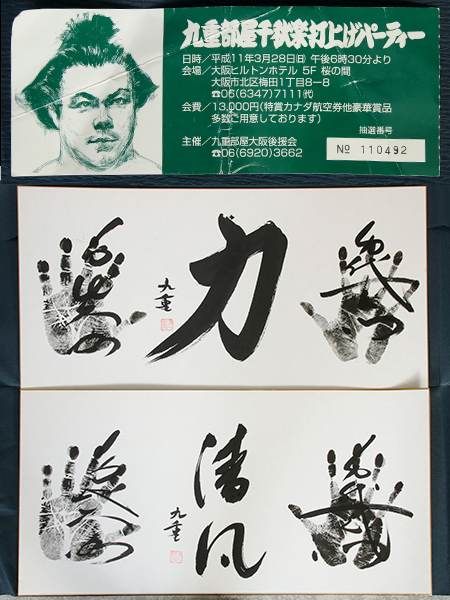 九重部屋千秋楽打上げパーティー
日時／平成11年3月28日㈰ 午後6時30分より
会場／大阪ヒルトンホテル 5F 桜の間
大阪市北区梅田1丁目8－8
☎06(6347)7111代
会費／13,000円(特賞カナダ航空券他豪華賞品
多数ご用意しております)
抽選番号
主催／九重部屋大阪後援会
☎06(6920)3662
№ 110492
力
九重
清風
九重